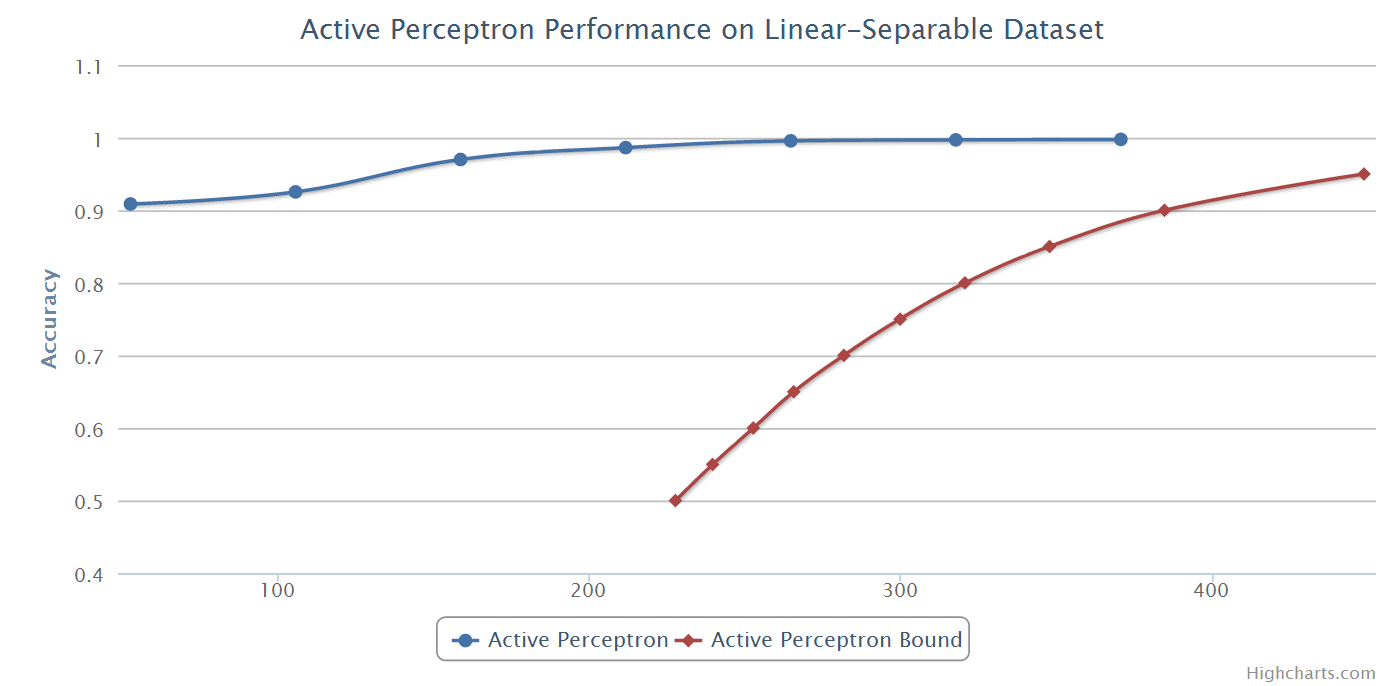 Active Perceptron Performance on Linear-Separable Dataset
1.1
1
0.9
0.8
0.7
0.6
0.5
0.4
Accuracy
100 200 300 400
Active Perceptron Active Perceptron Bound
Highcharts.com